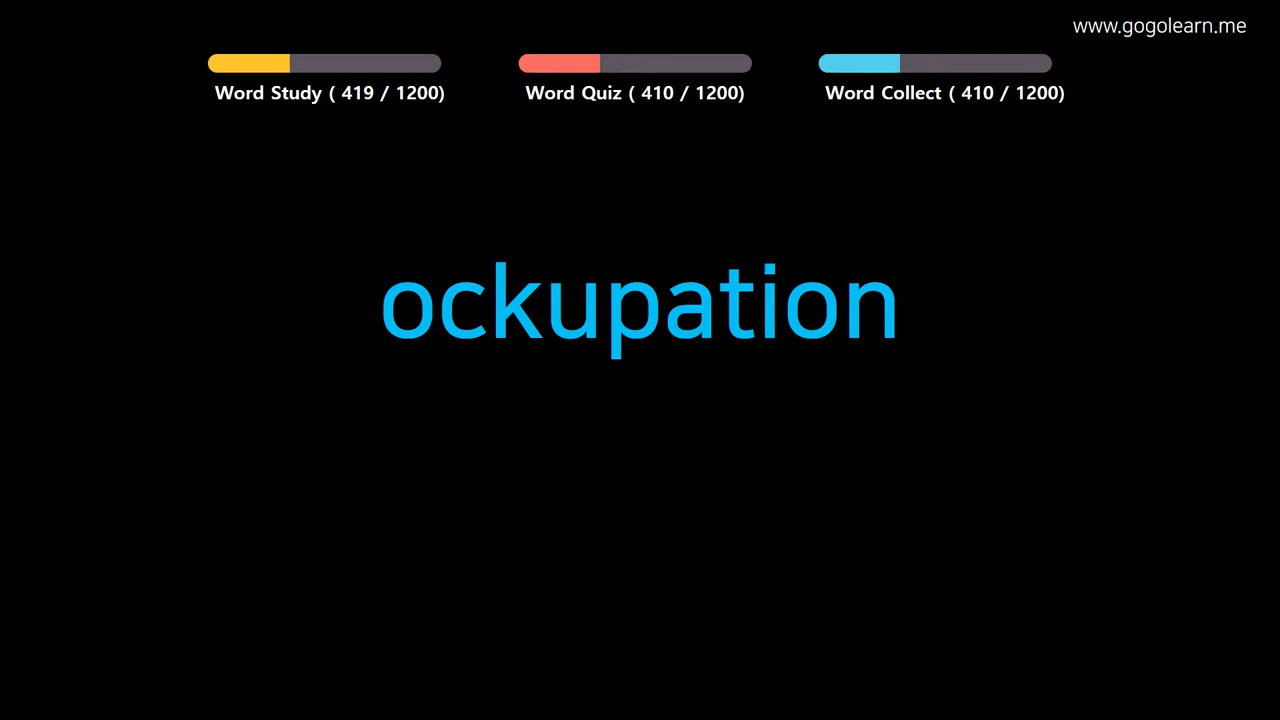 www.gogolearn.me
Word Study ( 419 / 1200)
Word Quiz ( 410 / 1200)
Word Collect ( 410 / 1200)
ockupation